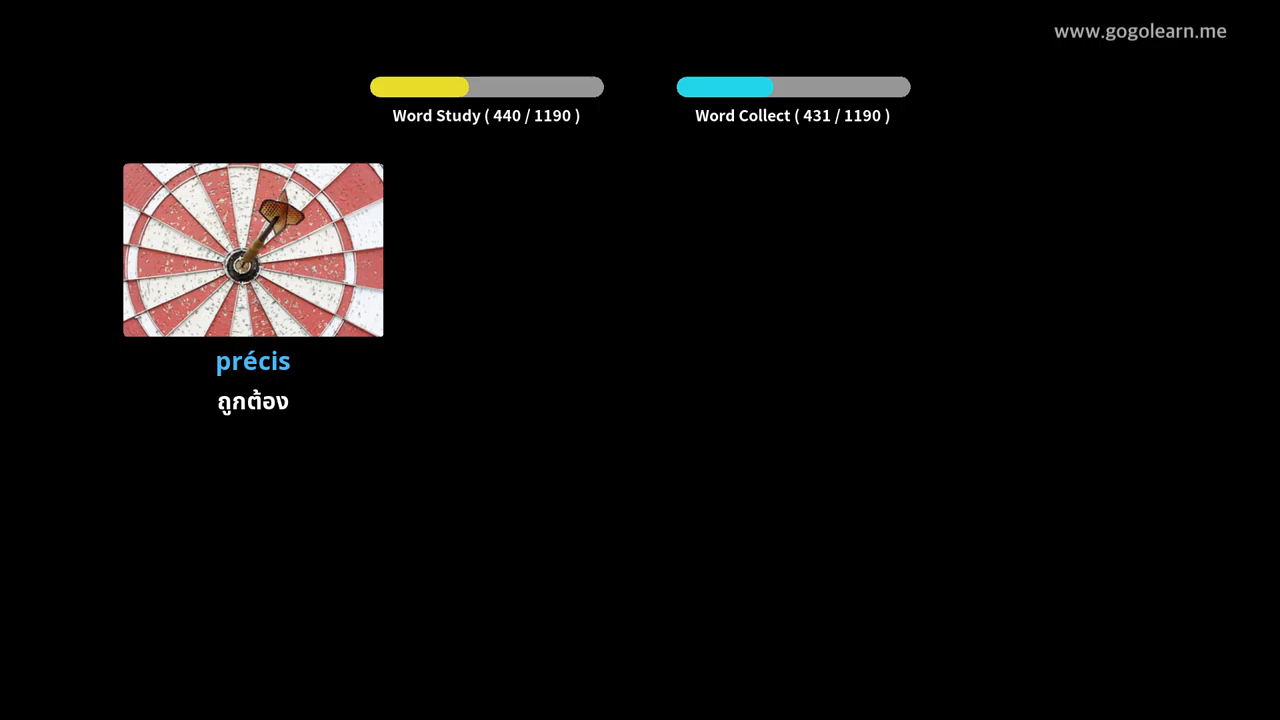 www.gogolearn.me
Word Study ( 440 / 1190 )
Word Collect ( 431 / 1190 )
précis
ถูกต้อง